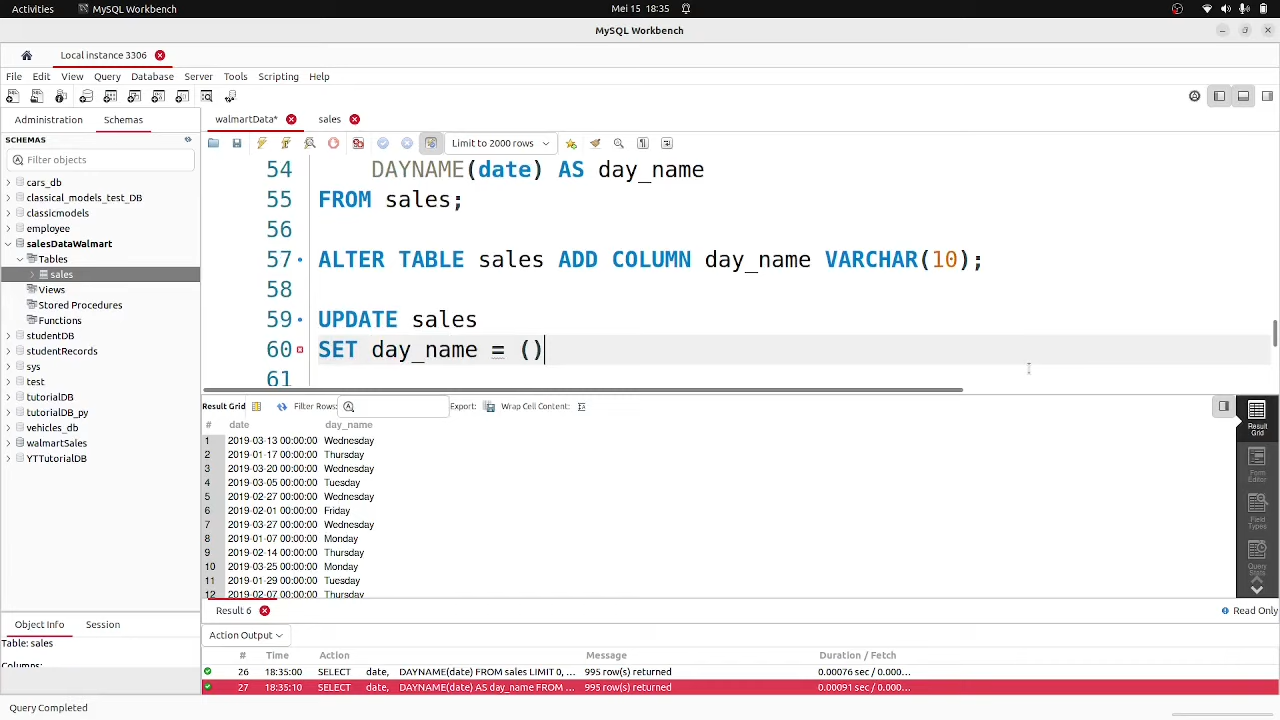 Activities MySQL Workbench Mei 15 18:35
MySQL Workbench
Local instance 3306
File Edit View Query Database Server Tools Scripting Help
Administration Schemas
walmartData* sales
SCHEMAS
Filter objects
Limit to 2000 rows
cars_db
classical_models_test_DB
classicmodels
employee
salesDataWalmart
Tables
sales
Views
Stored Procedures
Functions
studentDB
studentRecords
sys
test
tutorialDB
tutorialDB_py
vehicles_db
walmartSales
YTTutorialDB
54 DAYNAME(date) AS day_name
55 FROM sales;
56
57 ALTER TABLE sales ADD COLUMN day_name VARCHAR(10);
58
59 UPDATE sales
60 SET day_name = ()
61
Result Grid Filter Rows: Export: Wrap Cell Content:
# date day_name
1 2019-03-13 00:00:00 Wednesday
2 2019-01-17 00:00:00 Thursday
3 2019-03-20 00:00:00 Wednesday
4 2019-03-05 00:00:00 Tuesday
5 2019-02-27 00:00:00 Wednesday
6 2019-02-01 00:00:00 Friday
7 2019-03-27 00:00:00 Wednesday
8 2019-01-07 00:00:00 Monday
9 2019-02-14 00:00:00 Thursday
10 2019-03-25 00:00:00 Monday
11 2019-01-29 00:00:00 Tuesday
12 2019-02-07 00:00:00 Thursday
Result
Grid
Form
Editor
Field
Types
Query
Stats
Result 6 Read Only
Object Info Session
Table: sales
Columns:
Action Output
# Time Action Message Duration / Fetch
26 18:35:00 SELECT date, DAYNAME(date) FROM sales LIMIT 0, ... 995 row(s) returned 0.00076 sec / 0.000...
27 18:35:10 SELECT date, DAYNAME(date) AS day_name FROM ... 995 row(s) returned 0.00091 sec / 0.000...
Query Completed